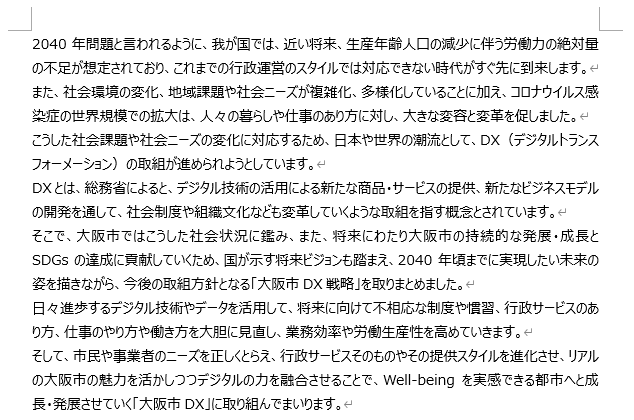 2040 年問題と言われるように、我が国では、近い将来、生産年齢人口の減少に伴う労働力の絶対量
の不足が想定されており、これまでの行政運営のスタイルでは対応できない時代がすぐ先に到来します。
また、社会環境の変化、地域課題や社会ニーズが複雑化、多様化していることに加え、コロナウイルス感
染症の世界規模での拡大は、人々の暮らしや仕事のあり方に対し、大きな変容と変革を促しました。
こうした社会課題や社会ニーズの変化に対応するため、日本や世界の潮流として、DX（デジタルトランス
フォーメーション）の取組が進められようとしています。
DXとは、総務省によると、デジタル技術の活用による新たな商品・サービスの提供、新たなビジネスモデル
の開発を通して、社会制度や組織文化なども変革していくような取組を指す概念とされています。
そこで、大阪市ではこうした社会状況に鑑み、また、将来にわたり大阪市の持続的な発展・成長と
SDGs の達成に貢献していくため、国が示す将来ビジョンも踏まえ、2040 年頃までに実現したい未来の
姿を描きながら、今後の取組方針となる「大阪市 DX 戦略」を取りまとめました。
日々進歩するデジタル技術やデータを活用して、将来に向けて不相応な制度や慣習、行政サービスのあ
り方、仕事のやり方や働き方を大胆に見直し、業務効率や労働生産性を高めていきます。
そして、市民や事業者のニーズを正しくとらえ、行政サービスそのものやその提供スタイルを進化させ、リアル
の大阪市の魅力を活かしつつデジタルの力を融合させることで、Well-being を実感できる都市へと成
長・発展させていく「大阪市 DX」に取り組んでまいります。